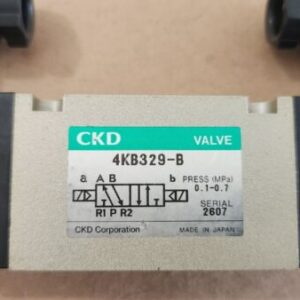 CKD VALVE
4KB329-B
a A B b PRESS (MPa)
0.1-0.7
R1 P R2 SERIAL
2607
CKD Corporation MADE IN JAPAN